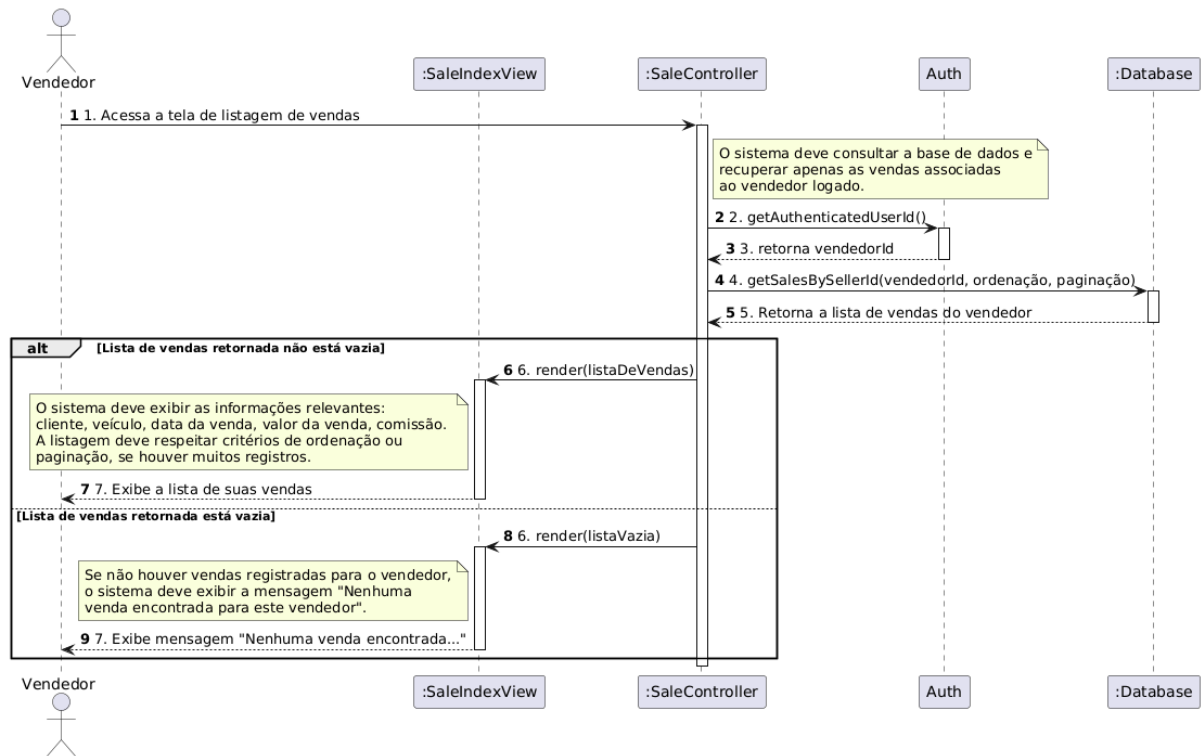 Vendedor
:SaleIndexView
:SaleController
Auth
:Database
1 1. Acessa a tela de listagem de vendas
O sistema deve consultar a base de dados e
recuperar apenas as vendas associadas
ao vendedor logado.
2 2. getAuthenticatedUserId()
3 3. retorna vendedorId
4 4. getSalesBySellerId(vendedorId, ordenação, paginação)
5 5. Retorna a lista de vendas do vendedor
alt [Lista de vendas retornada não está vazia]
6 6. render(listaDeVendas)
O sistema deve exibir as informações relevantes:
cliente, veículo, data da venda, valor da venda, comissão.
A listagem deve respeitar critérios de ordenação ou
paginação, se houver muitos registros.
7 7. Exibe a lista de suas vendas
[Lista de vendas retornada está vazia]
8 6. render(listaVazia)
Se não houver vendas registradas para o vendedor,
o sistema deve exibir a mensagem "Nenhuma
venda encontrada para este vendedor".
9 7. Exibe mensagem "Nenhuma venda encontrada..."
Vendedor
:SaleIndexView
:SaleController
Auth
:Database